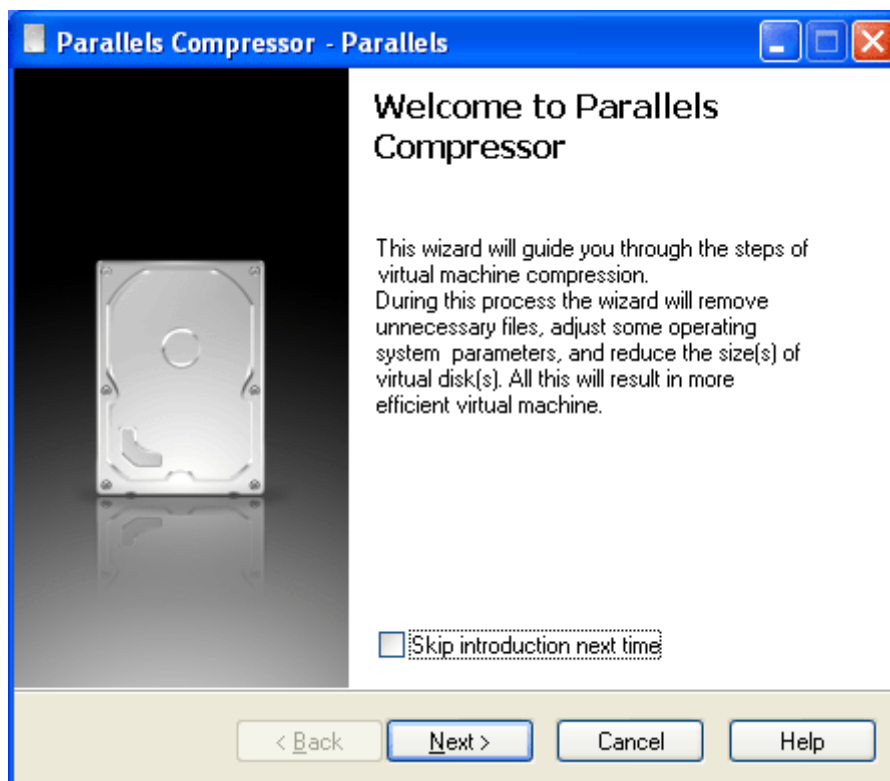 Parallels Compressor - Parallels
Welcome to Parallels
Compressor
This wizard will guide you through the steps of
virtual machine compression.
During this process the wizard will remove
unnecessary files, adjust some operating
system  parameters, and reduce the size(s) of
virtual disk(s). All this will result in more
efficient virtual machine.
Skip introduction next time
< Back Next > Cancel Help